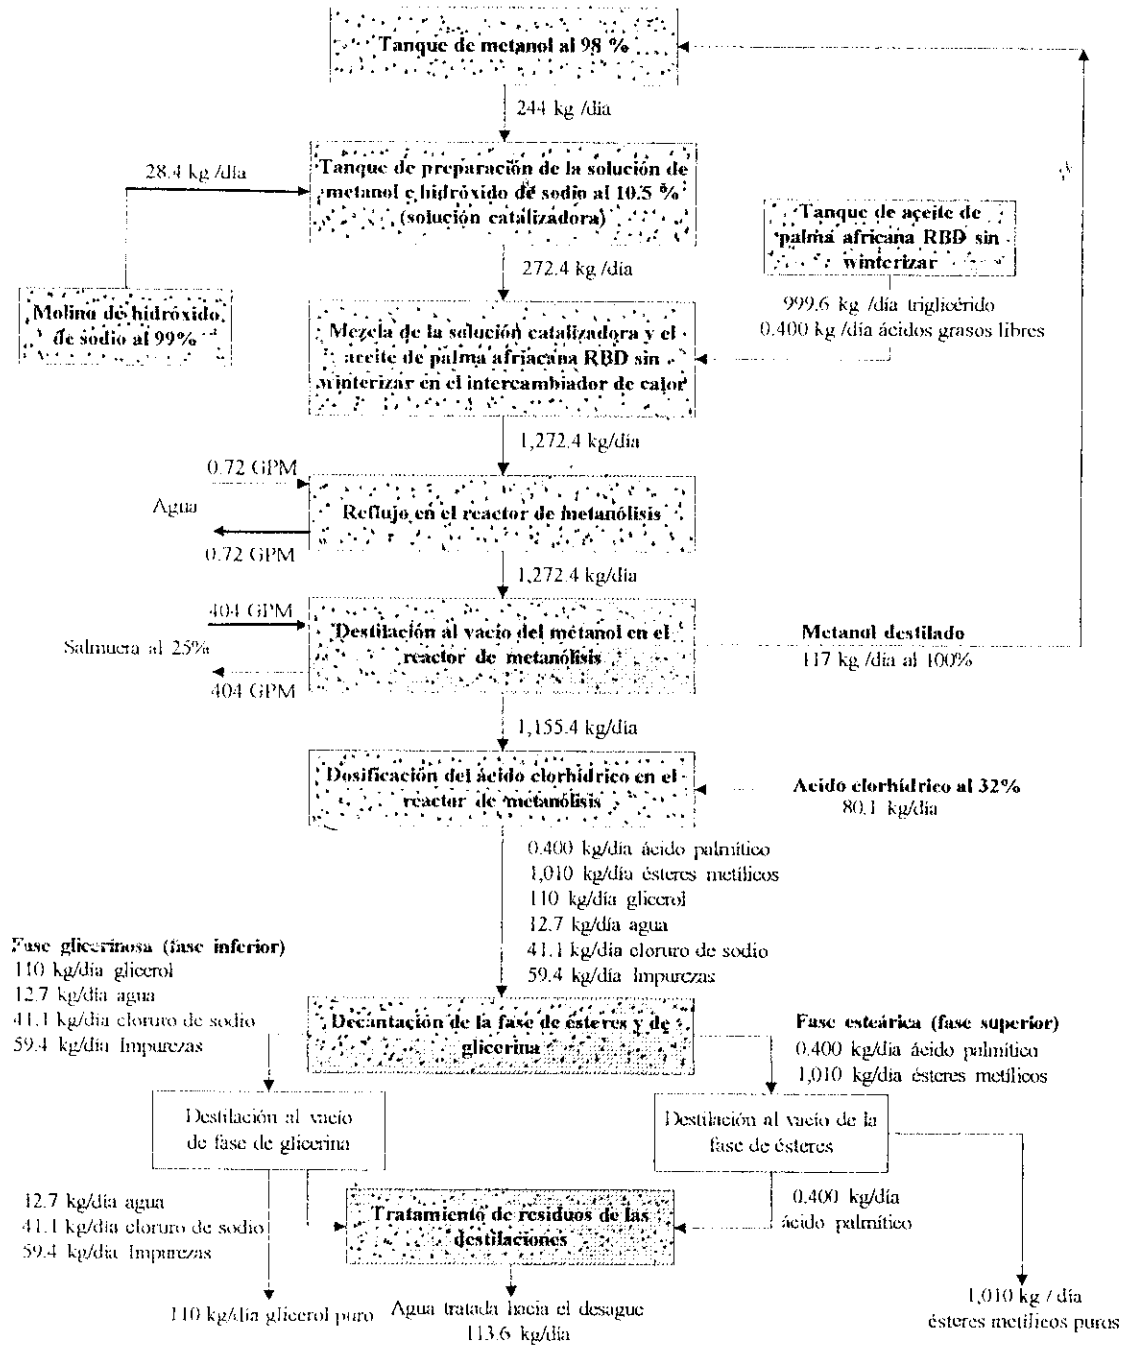 Tanque de metanol al 98 %
244 kg /día
28.4 kg /día
Tanque de preparación de la solución de
metanol e hidróxido de sodio al 10.5 %
(solución catalizadora)
Tanque de aceite de
palma africana RBD sin
winterizar
272.4 kg /día
Molino de hidróxido
de sodio al 99%
999.6 kg /día triglicérido
0.400 kg /día ácidos grasos libres
Mezcla de la solución catalizadora y el
aceite de palma afriacana RBD sin
winterizar en el intercambiador de calor
1,272.4 kg/día
0.72 GPM
Agua
Reflujo en el reactor de metanólisis
0.72 GPM
1,272.4 kg/día
404 GPM
Salmuera al 25%
404 GPM
Destilación al vacío del metanol en el
reactor de metanólisis
Metanol destilado
117 kg /día al 100%
1,155.4 kg/día
Dosificación del ácido clorhídrico en el
reactor de metanólisis
Acido clorhídrico al 32%
80.1 kg/día
0.400 kg/día ácido palmítico
1,010 kg/día ésteres metílicos
110 kg/día glicerol
12.7 kg/día agua
41.1 kg/día cloruro de sodio
59.4 kg/día Impurezas
Fase glicerinosa (fase inferior)
110 kg/día glicerol
12.7 kg/día agua
41.1 kg/día cloruro de sodio
59.4 kg/día Impurezas
Decantación de la fase de ésteres y de
glicerina
Fase esteárica (fase superior)
0.400 kg/día ácido palmítico
1,010 kg/día ésteres metílicos
Destilación al vacío
de fase de glicerina
Destilación al vacío de la
fase de ésteres
12.7 kg/día agua
41.1 kg/día cloruro de sodio
59.4 kg/día Impurezas
Tratamiento de residuos de las
destilaciones
0.400 kg/día
ácido palmítico
110 kg/día glicerol puro
Agua tratada hacia el desague
113.6 kg/día
1,010 kg / día
ésteres metílicos puros